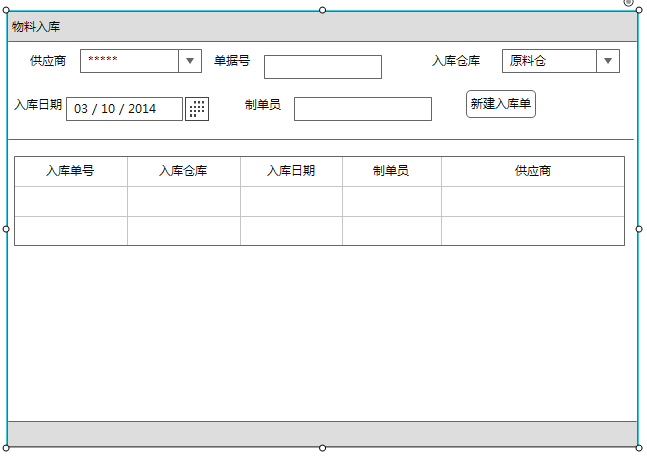 物料入库
供应商 ***** 单据号 入库仓库 原料仓
入库日期 03 / 10 / 2014 制单员 新建入库单
入库单号 入库仓库 入库日期 制单员 供应商